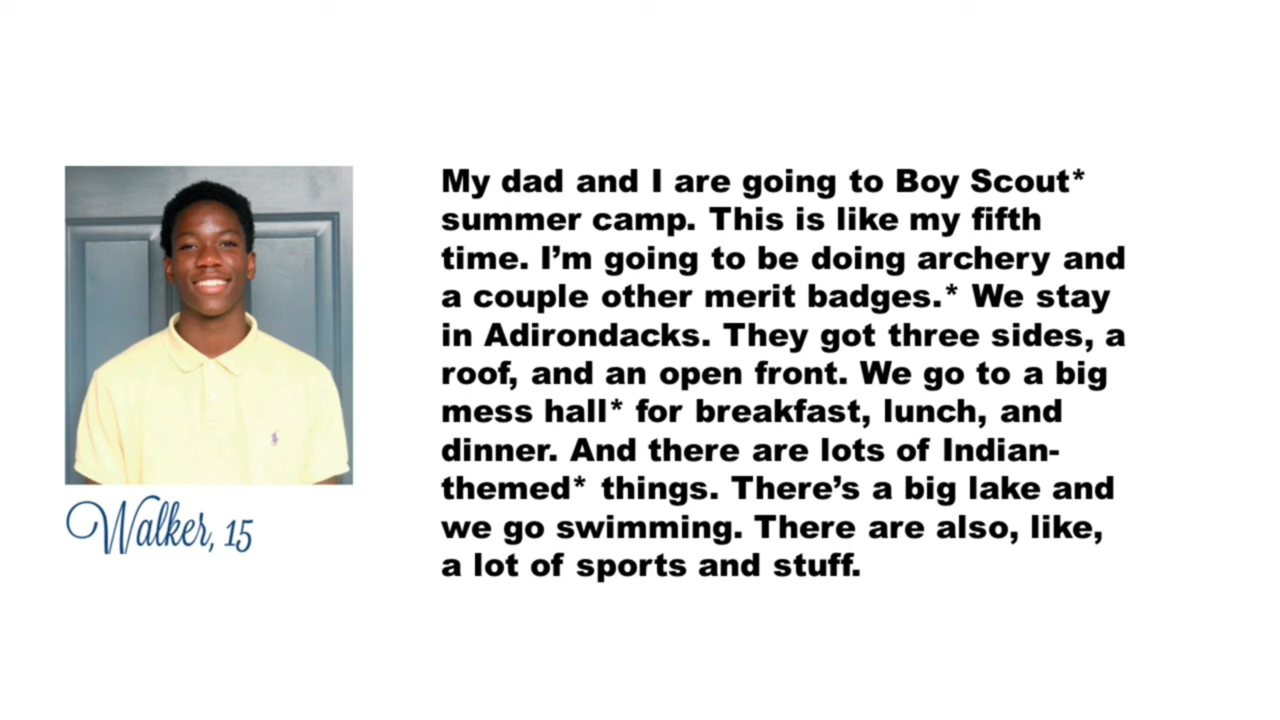 Walker, 15
My dad and I are going to Boy Scout*
summer camp. This is like my fifth
time. I’m going to be doing archery and
a couple other merit badges.* We stay
in Adirondacks. They got three sides, a
roof, and an open front. We go to a big
mess hall* for breakfast, lunch, and
dinner. And there are lots of Indian-
themed* things. There’s a big lake and
we go swimming. There are also, like,
a lot of sports and stuff.